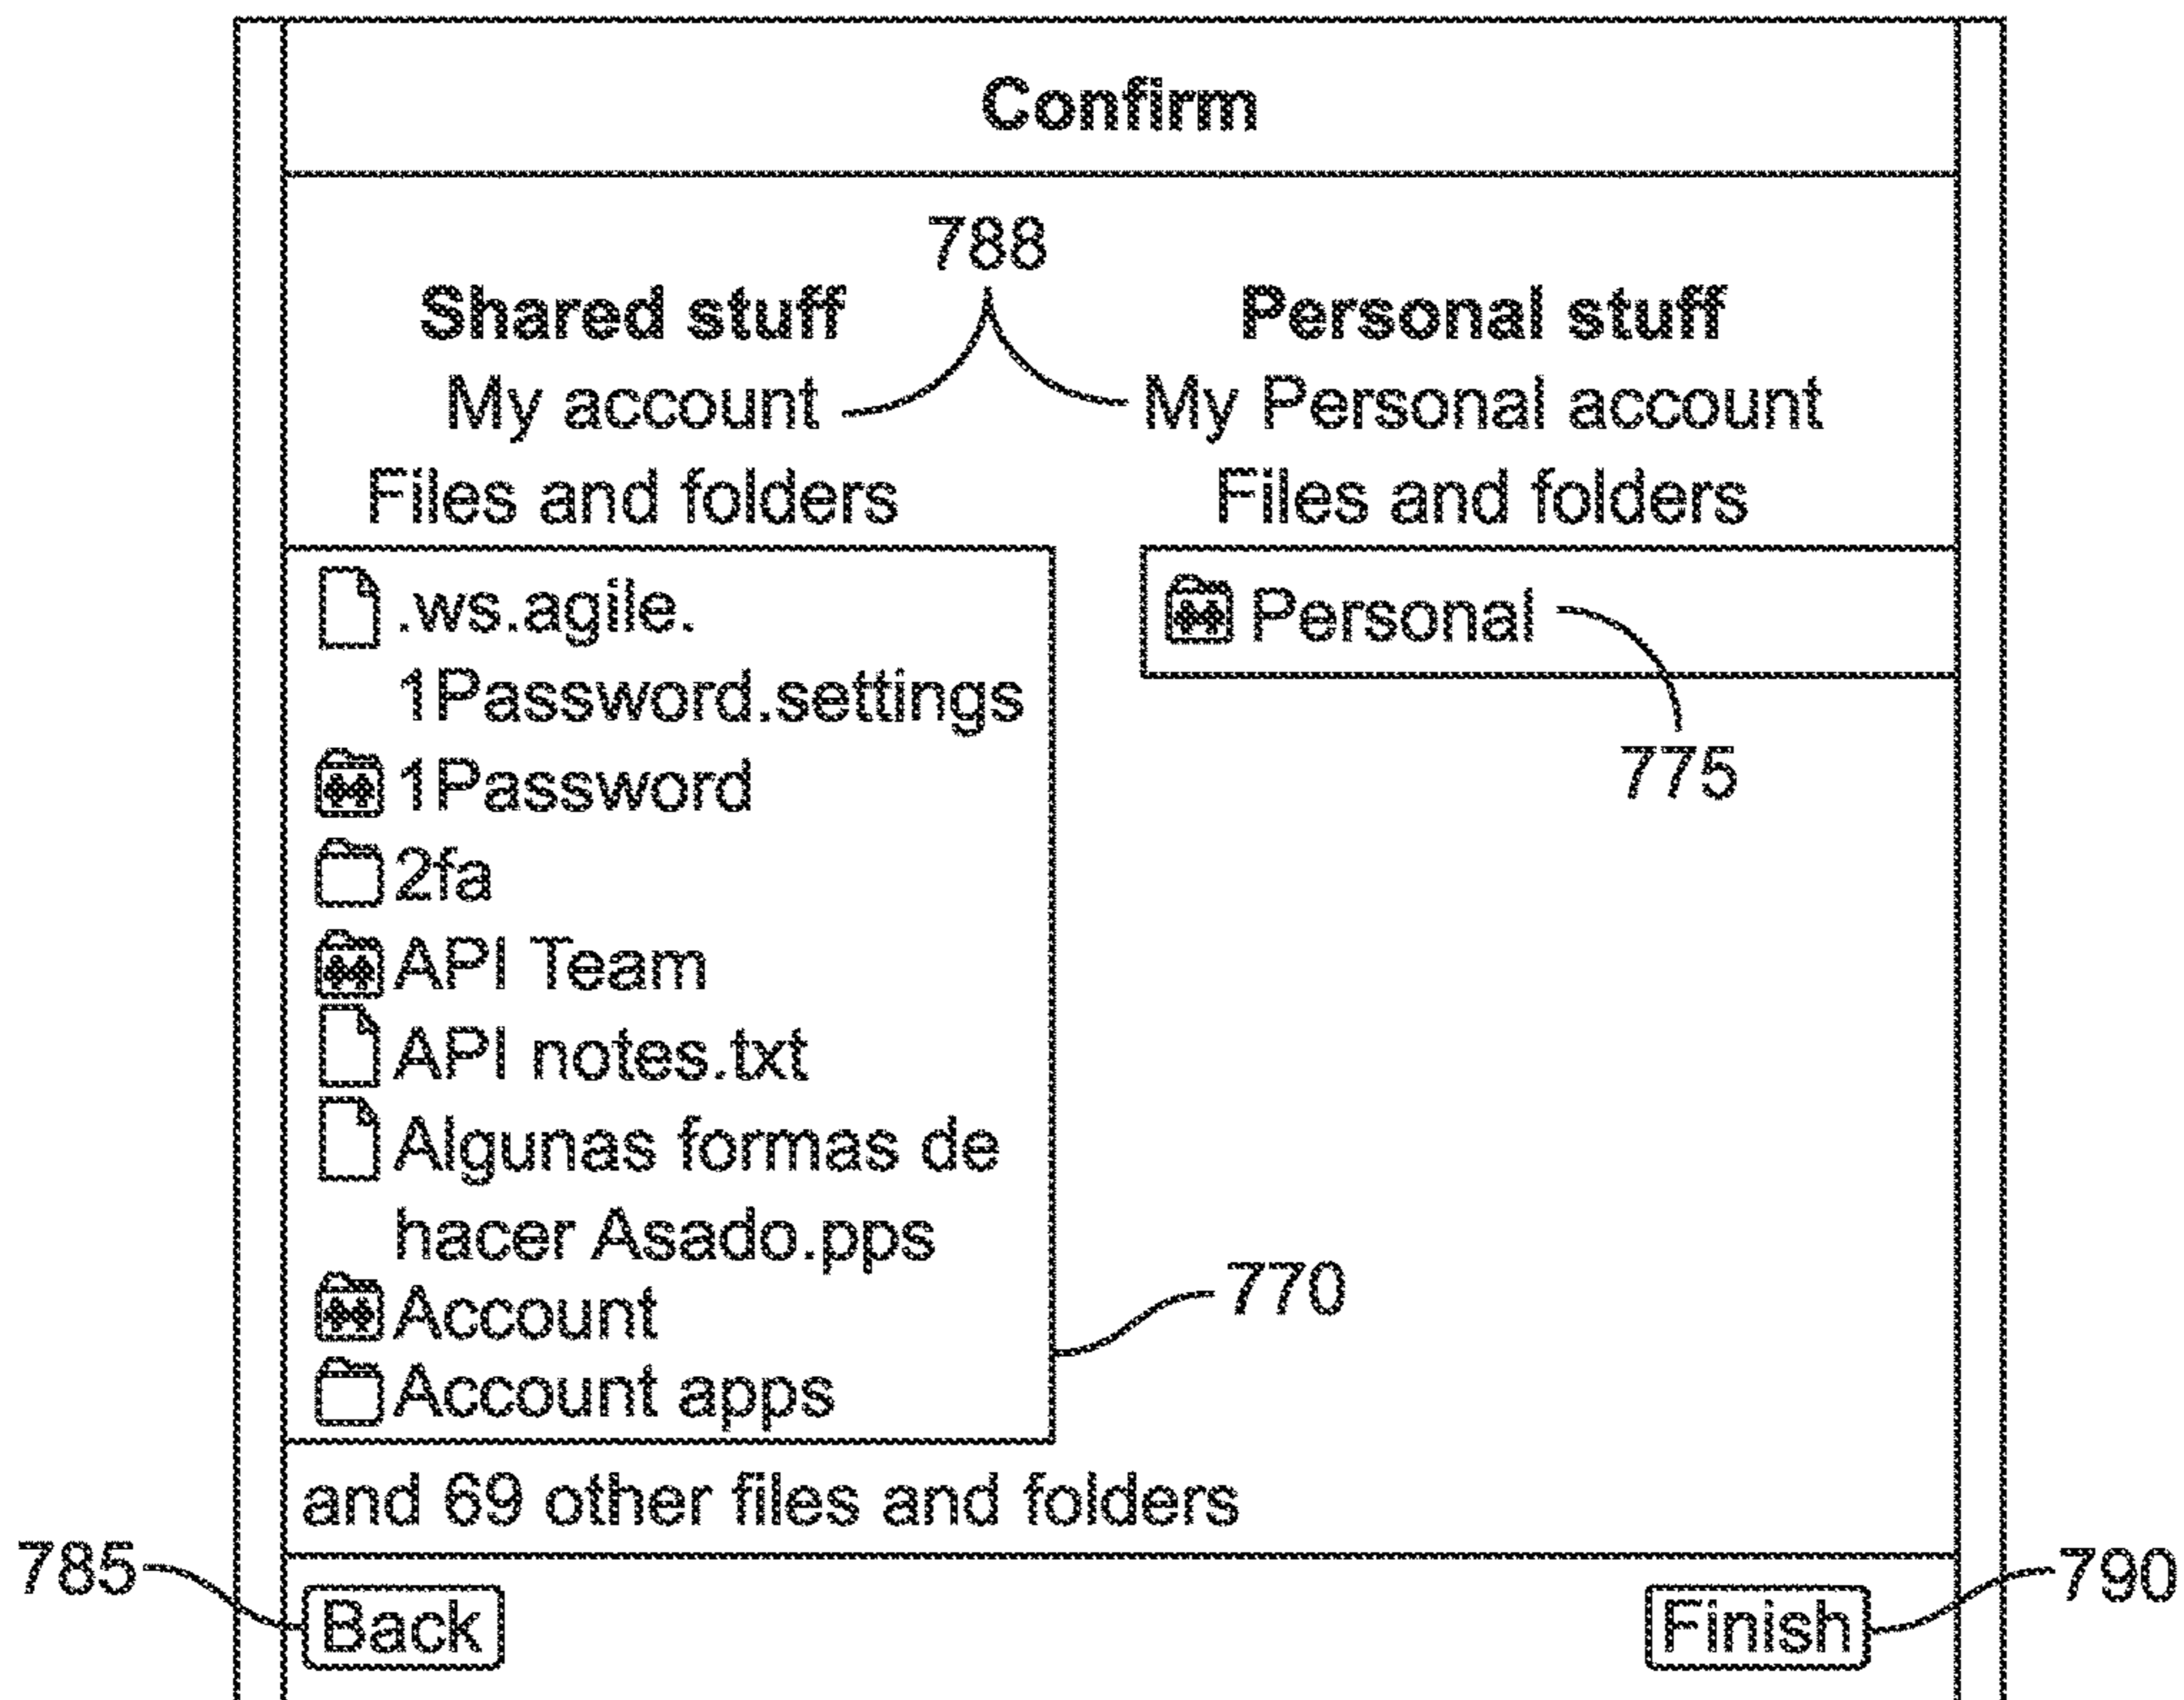 Confirm
788
Shared stuff
Personal stuff
My account
My Personal account
Files and folders
Files and folders
.ws.agile.
1Password.settings
Personal
775
1Password
2fa
API Team
API notes.txt
Algunas formas de
hacer Asado.pps
Account
770
Account apps
and 69 other files and folders
785
Back
Finish
790